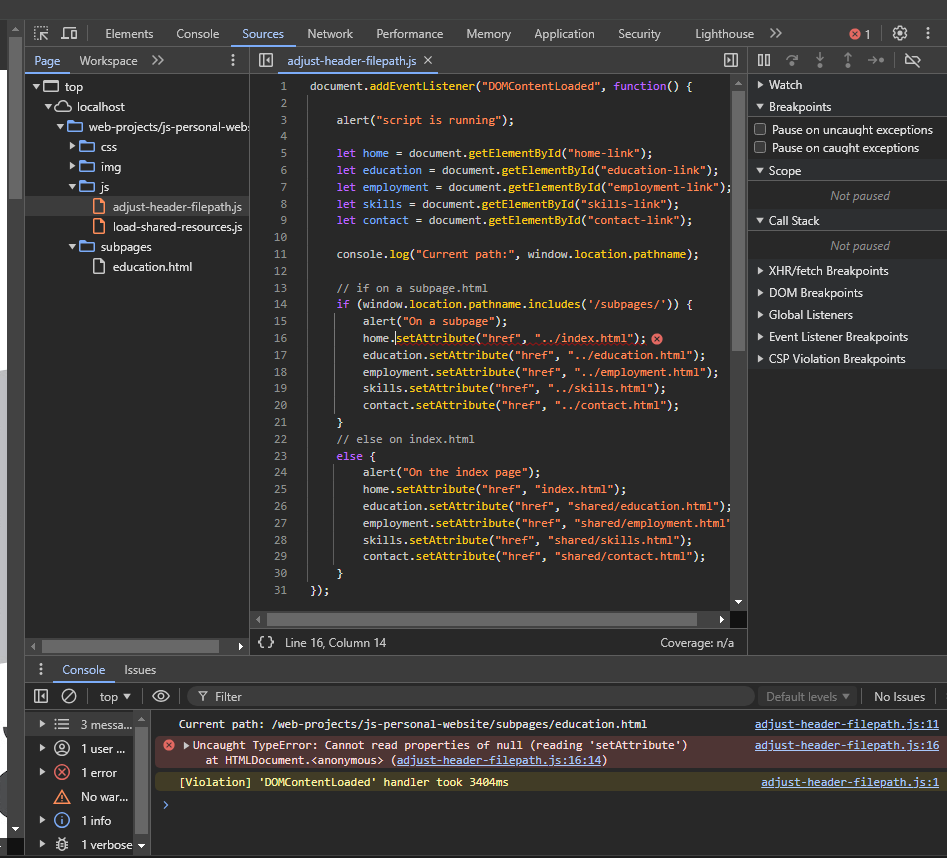 Elements Console Sources Network Performance Memory Application Security Lighthouse 1
Page Workspace
adjust-header-filepath.js
top
localhost
web-projects/js-personal-webs
css
img
js
adjust-header-filepath.js
load-shared-resources.js
subpages
education.html
1 document.addEventListener("DOMContentLoaded", function() {
2
3 alert("script is running");
4
5 let home = document.getElementById("home-link");
6 let education = document.getElementById("education-link");
7 let employment = document.getElementById("employment-link");
8 let skills = document.getElementById("skills-link");
9 let contact = document.getElementById("contact-link");
10
11 console.log("Current path:", window.location.pathname);
12
13 // if on a subpage.html
14 if (window.location.pathname.includes('/subpages/')) {
15 alert("On a subpage");
16 home.setAttribute("href", "../index.html");
17 education.setAttribute("href", "../education.html");
18 employment.setAttribute("href", "../employment.html");
19 skills.setAttribute("href", "../skills.html");
20 contact.setAttribute("href", "../contact.html");
21 }
22 // else on index.html
23 else {
24 alert("On the index page");
25 home.setAttribute("href", "index.html");
26 education.setAttribute("href", "shared/education.html");
27 employment.setAttribute("href", "shared/employment.html"
28 skills.setAttribute("href", "shared/skills.html");
29 contact.setAttribute("href", "shared/contact.html");
30 }
31 });
{} Line 16, Column 14 Coverage: n/a
Watch
Breakpoints
Pause on uncaught exceptions
Pause on caught exceptions
Scope
Not paused
Call Stack
Not paused
XHR/fetch Breakpoints
DOM Breakpoints
Global Listeners
Event Listener Breakpoints
CSP Violation Breakpoints
Console Issues
top Filter Default levels No Issues
3 messa...
1 user ...
1 error
No war...
1 info
1 verbose
Current path: /web-projects/js-personal-website/subpages/education.html adjust-header-filepath.js:11
Uncaught TypeError: Cannot read properties of null (reading 'setAttribute') adjust-header-filepath.js:16
at HTMLDocument.<anonymous> (adjust-header-filepath.js:16:14)
[Violation] 'DOMContentLoaded' handler took 3404ms adjust-header-filepath.js:1